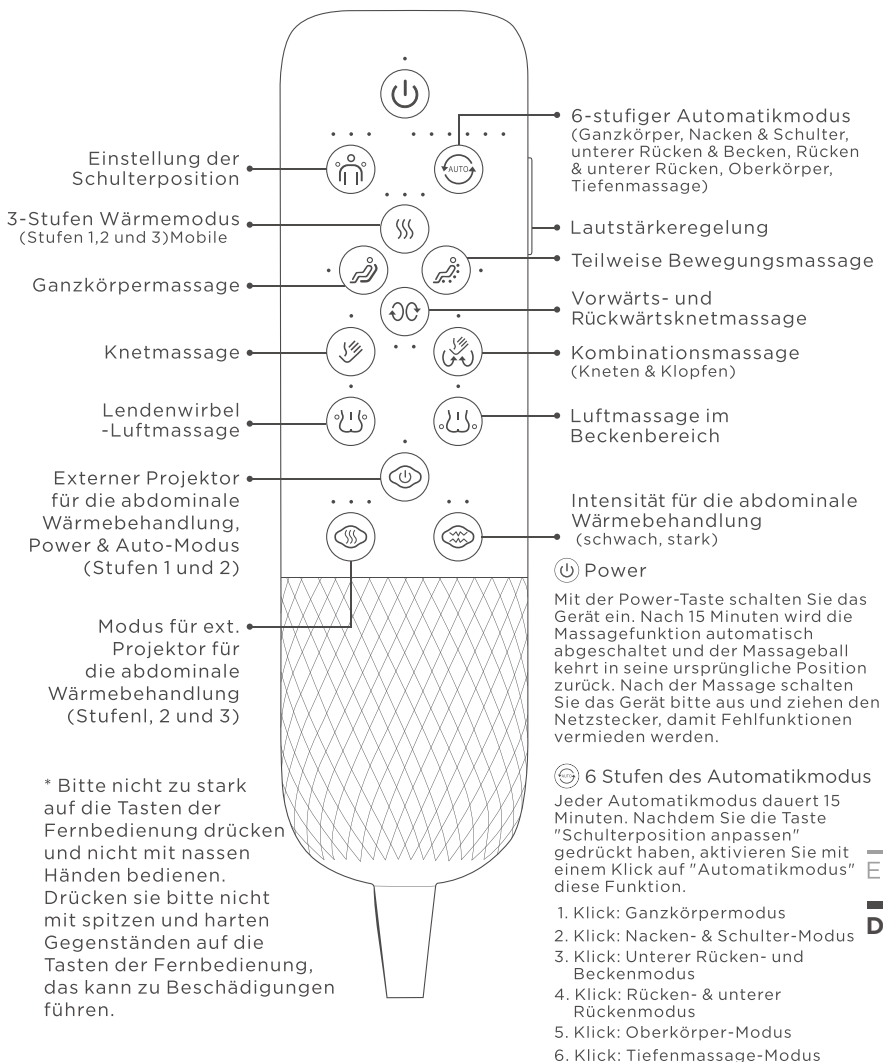 Einstellung der
Schulterposition
3-Stufen Wärmemodus
(Stufen 1,2 und 3)Mobile
Ganzkörpermassage
Knetmassage
Lendenwirbel
-Luftmassage
Externer Projektor
für die abdominale
Wärmebehandlung,
Power & Auto-Modus
(Stufen 1 und 2)
Modus für ext.
Projektor für
die abdominale
Wärmebehandlung
(Stufenl, 2 und 3)
* Bitte nicht zu stark
auf die Tasten der
Fernbedienung drücken
und nicht mit nassen
Händen bedienen.
Drücken sie bitte nicht
mit spitzen und harten
Gegenständen auf die
Tasten der Fernbedienung,
das kann zu Beschädigungen
führen.
AUTO
6-stufiger Automatikmodus
(Ganzkörper, Nacken & Schulter,
unterer Rücken & Becken, Rücken
& unterer Rücken, Oberkörper,
Tiefenmassage)
Lautstärkeregelung
Teilweise Bewegungsmassage
Vorwärts- und
Rückwärtsknetmassage
Kombinationsmassage
(Kneten & Klopfen)
Luftmassage im
Beckenbereich
Intensität für die abdominale
Wärmebehandlung
(schwach, stark)
Power
Mit der Power-Taste schalten Sie das
Gerät ein. Nach 15 Minuten wird die
Massagefunktion automatisch
abgeschaltet und der Massageball
kehrt in seine ursprüngliche Position
zurück. Nach der Massage schalten
Sie das Gerät bitte aus und ziehen den
Netzstecker, damit Fehlfunktionen
vermieden werden.
AUTO 6 Stufen des Automatikmodus
Jeder Automatikmodus dauert 15
Minuten. Nachdem Sie die Taste
"Schulterposition anpassen"
gedrückt haben, aktivieren Sie mit
einem Klick auf "Automatikmodus"
diese Funktion.
1. Klick: Ganzkörpermodus
2. Klick: Nacken- & Schulter-Modus
3. Klick: Unterer Rücken- und
Beckenmodus
4. Klick: Rücken- & unterer
Rückenmodus
5. Klick: Oberkörper-Modus
6. Klick: Tiefenmassage-Modus
E
D